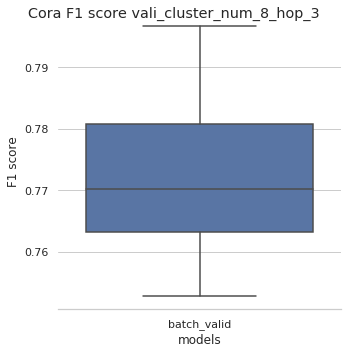 Cora F1 score vali_cluster_num_8_hop_3
0.79
0.78
0.77
0.76
F1 score
batch_valid
models